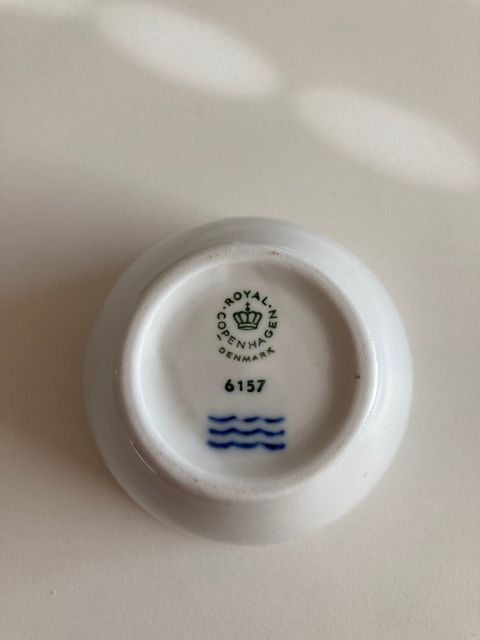 ROYAL
COPENHAGEN
DENMARK
6157